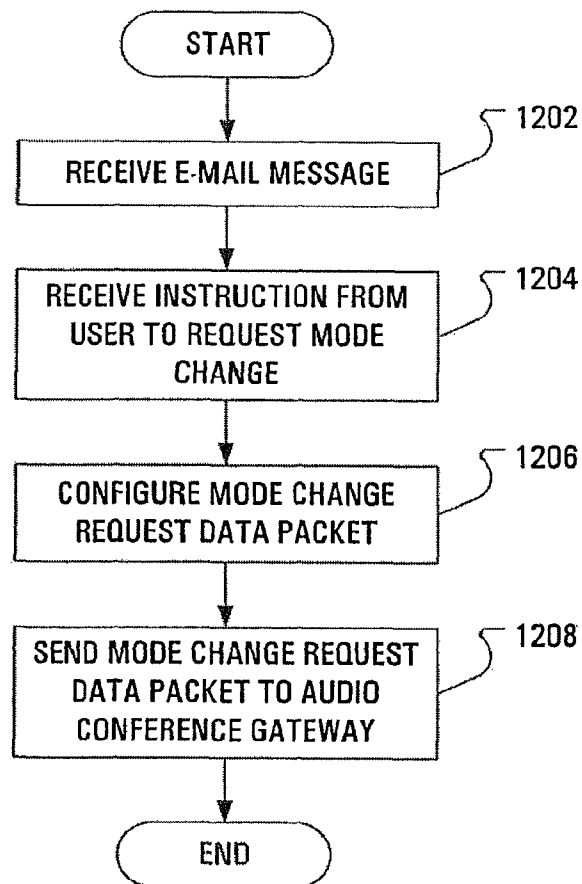 START
1202
RECEIVE E-MAIL MESSAGE
1204
RECEIVE INSTRUCTION FROM
USER TO REQUEST MODE
CHANGE
1206
CONFIGURE MODE CHANGE
REQUEST DATA PACKET
1208
SEND MODE CHANGE REQUEST
DATA PACKET TO AUDIO
CONFERENCE GATEWAY
END